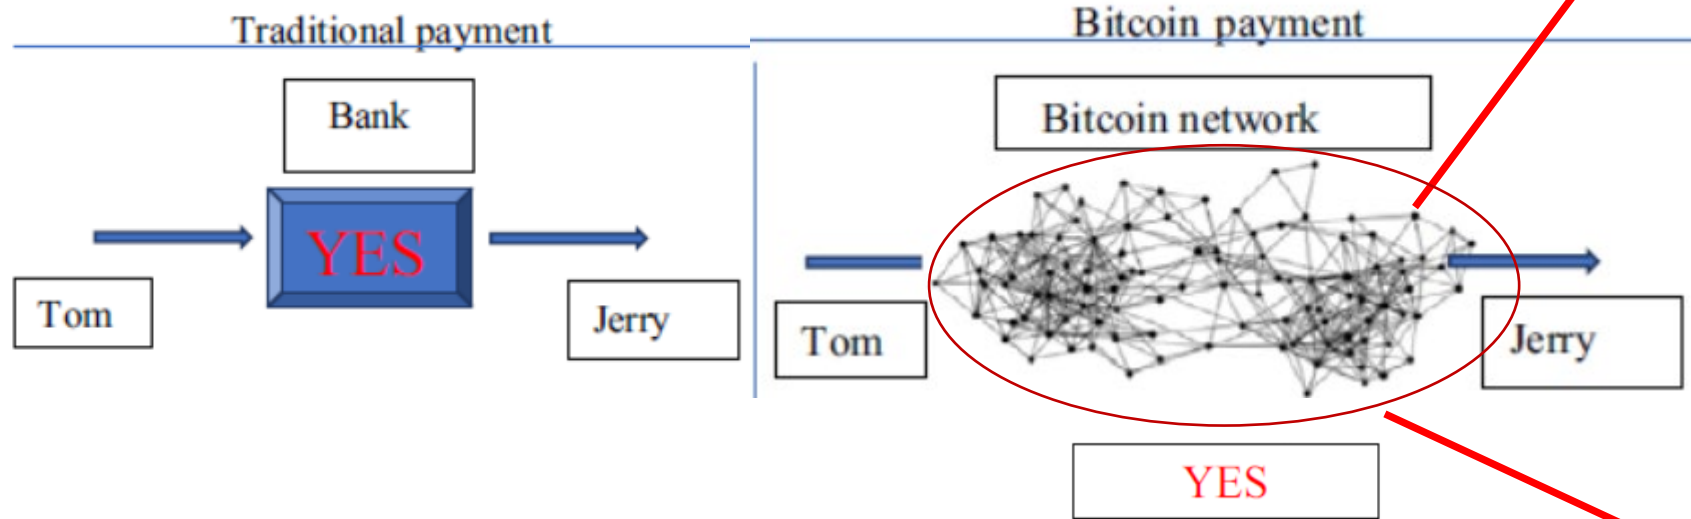 Traditional payment
Bank
YES
Tom
Jerry
Bitcoin payment
Bitcoin network
Tom
Jerry
YES